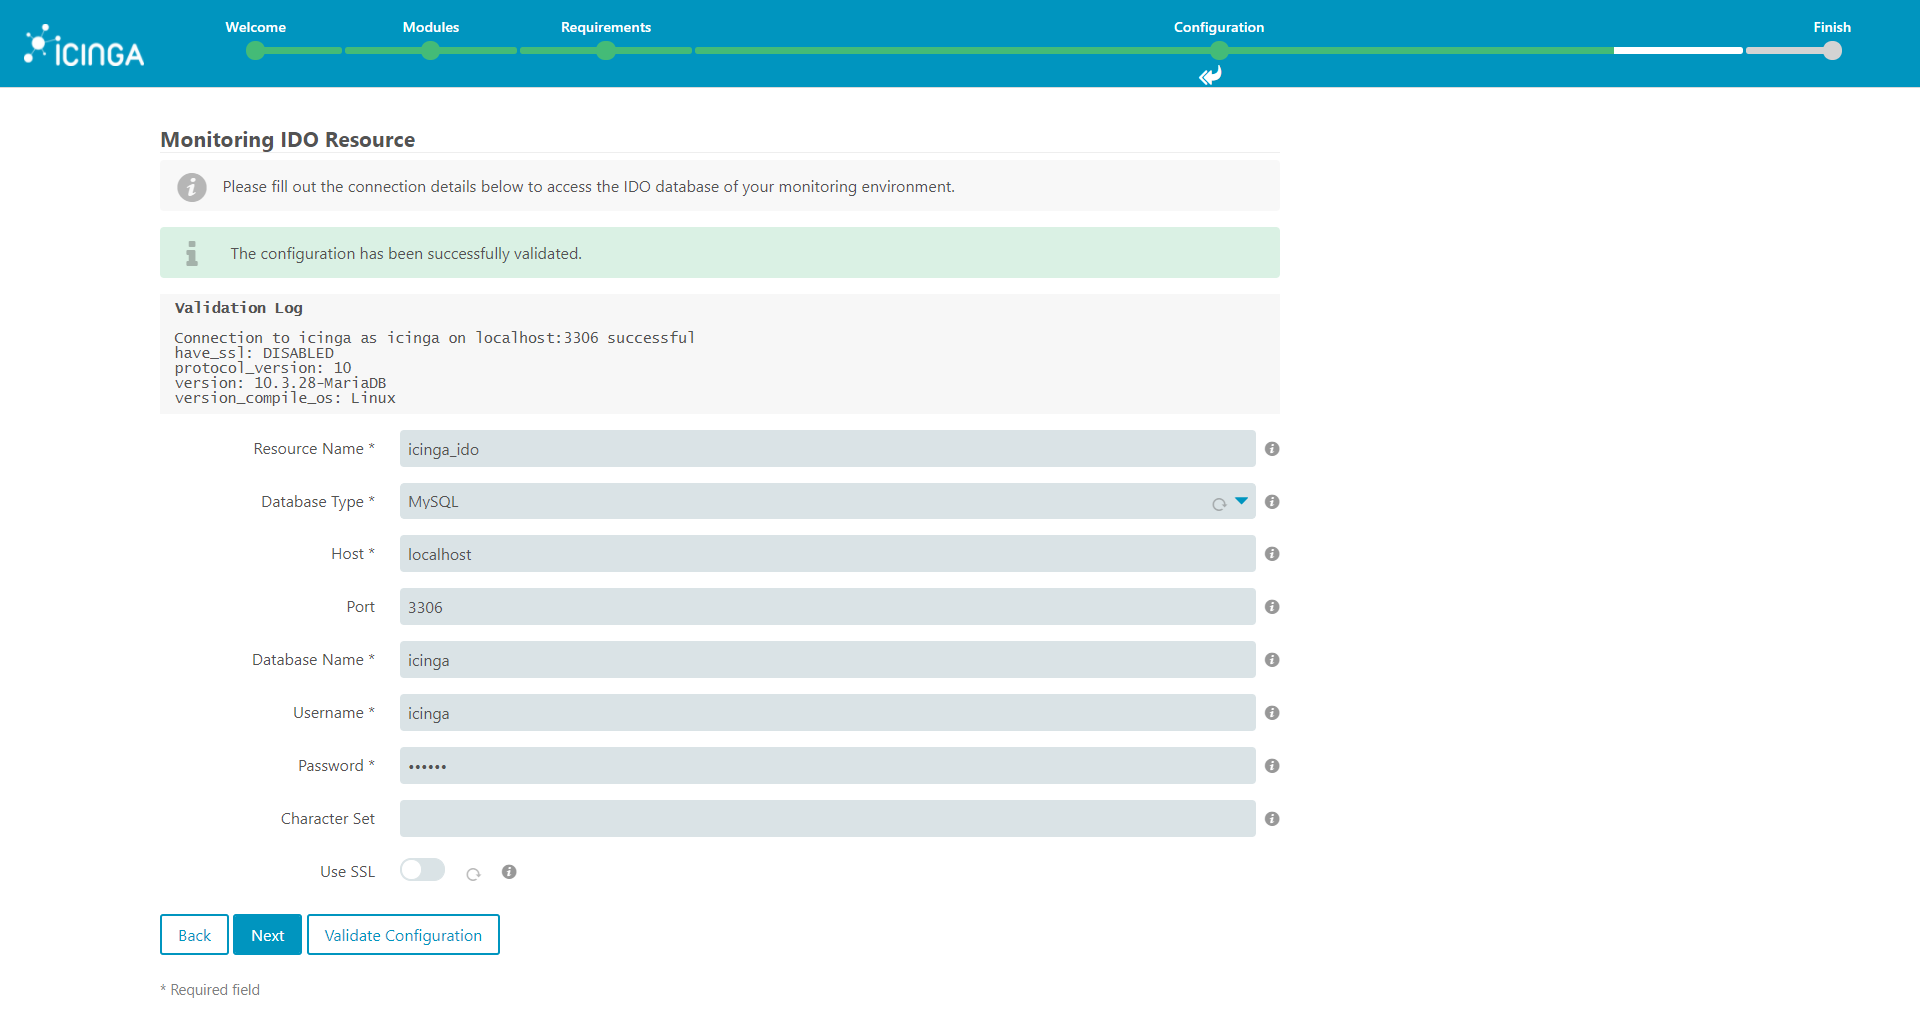 Welcome
Modules
Requirements
Configuration
Finish
ICINGA
Monitoring IDO Resource
Please fill out the connection details below to access the IDO database of your monitoring environment.
The configuration has been successfully validated.
Validation Log
Connection to icinga as icinga on localhost:3306 successful
have_ssl: DISABLED
protocol_version: 10
version: 10.3.28-MariaDB
version_compile_os: Linux
Resource Name * icinga_ido
Database Type * MySQL
Host * localhost
Port 3306
Database Name * icinga
Username * icinga
Password * ••••••
Character Set
Use SSL
Back Next Validate Configuration
* Required field